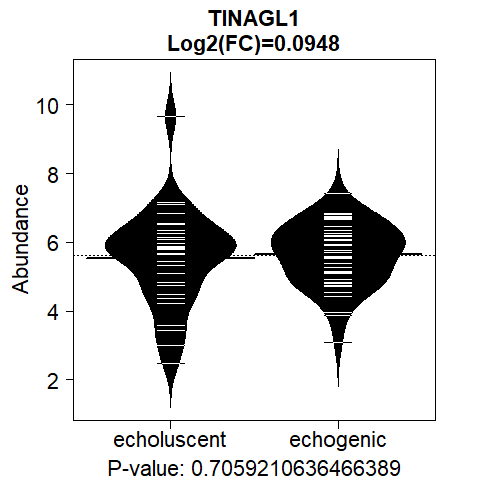 TINAGL1
Log2(FC)=0.0948
Abundance
10
8
6
4
2
echoluscent echogenic
P-value: 0.7059210636466389